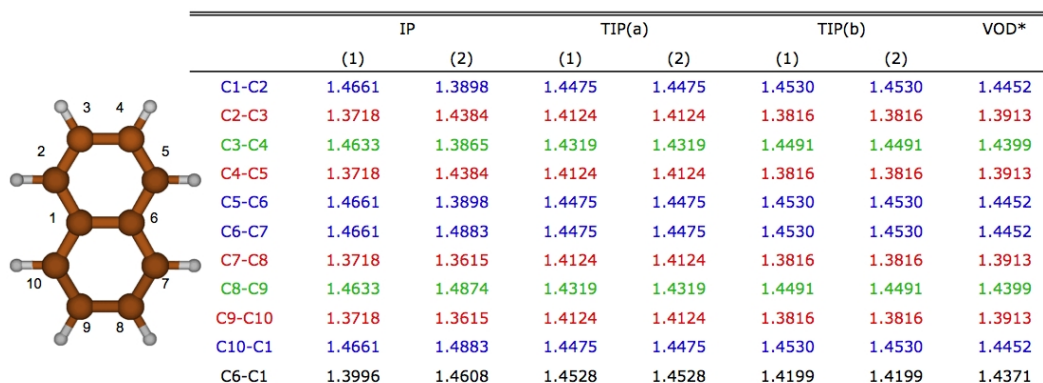 IP TIP(a) TIP(b) VOD*
(1) (2) (1) (2) (1) (2)
C1-C2 1.4661 1.3898 1.4475 1.4475 1.4530 1.4530 1.4452
C2-C3 1.3718 1.4384 1.4124 1.4124 1.3816 1.3816 1.3913
C3-C4 1.4633 1.3865 1.4319 1.4319 1.4491 1.4491 1.4399
C4-C5 1.3718 1.4384 1.4124 1.4124 1.3816 1.3816 1.3913
C5-C6 1.4661 1.3898 1.4475 1.4475 1.4530 1.4530 1.4452
C6-C7 1.4661 1.4883 1.4475 1.4475 1.4530 1.4530 1.4452
C7-C8 1.3718 1.3615 1.4124 1.4124 1.3816 1.3816 1.3913
C8-C9 1.4633 1.4874 1.4319 1.4319 1.4491 1.4491 1.4399
C9-C10 1.3718 1.3615 1.4124 1.4124 1.3816 1.3816 1.3913
C10-C1 1.4661 1.4883 1.4475 1.4475 1.4530 1.4530 1.4452
C6-C1 1.3996 1.4608 1.4528 1.4528 1.4199 1.4199 1.4371
3 4
2 5
1 6
10 7
9 8